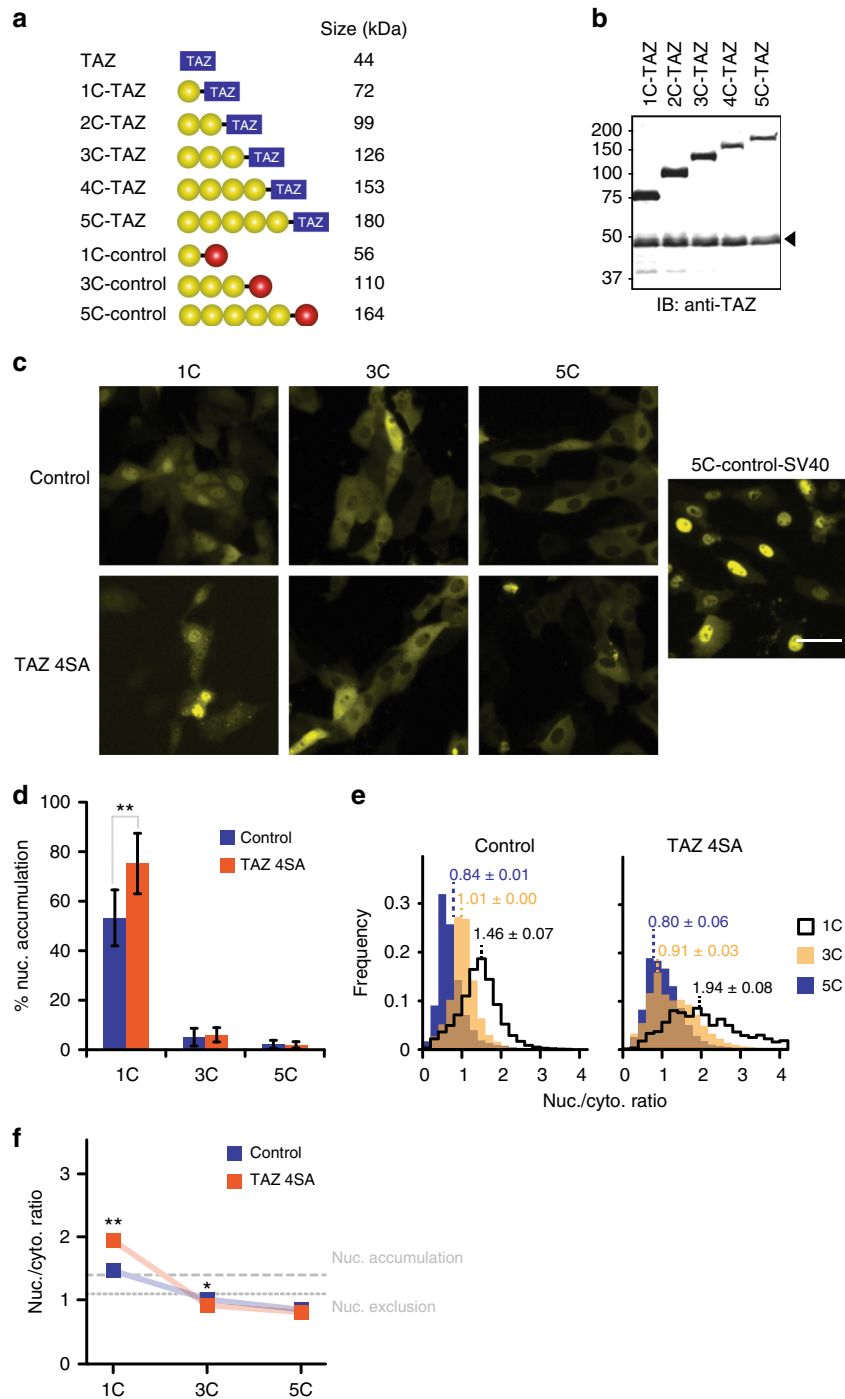 a
Size (kDa)
TAZ TAZ 44
1C-TAZ TAZ 72
2C-TAZ TAZ 99
3C-TAZ TAZ 126
4C-TAZ TAZ 153
5C-TAZ TAZ 180
1C-control 56
3C-control 110
5C-control 164
b
1C-TAZ
2C-TAZ
3C-TAZ
4C-TAZ
5C-TAZ
200
150
100
75
50
37
IB: anti-TAZ
c
1C 3C 5C
Control
TAZ 4SA
5C-control-SV40
d
% nuc. accumulation
100
80
60
40
20
0
**
Control
TAZ 4SA
1C 3C 5C
e
Control
Frequency
0.3
0.2
0.1
0
0.84 ± 0.01
1.01 ± 0.00
1.46 ± 0.07
0 1 2 3 4
TAZ 4SA
0.80 ± 0.06
0.91 ± 0.03
1.94 ± 0.08
0 1 2 3 4
1C
3C
5C
Nuc./cyto. ratio
f
Nuc./cyto. ratio
3
2
1
0
Control
TAZ 4SA
**
*
Nuc. accumulation
Nuc. exclusion
1C 3C 5C